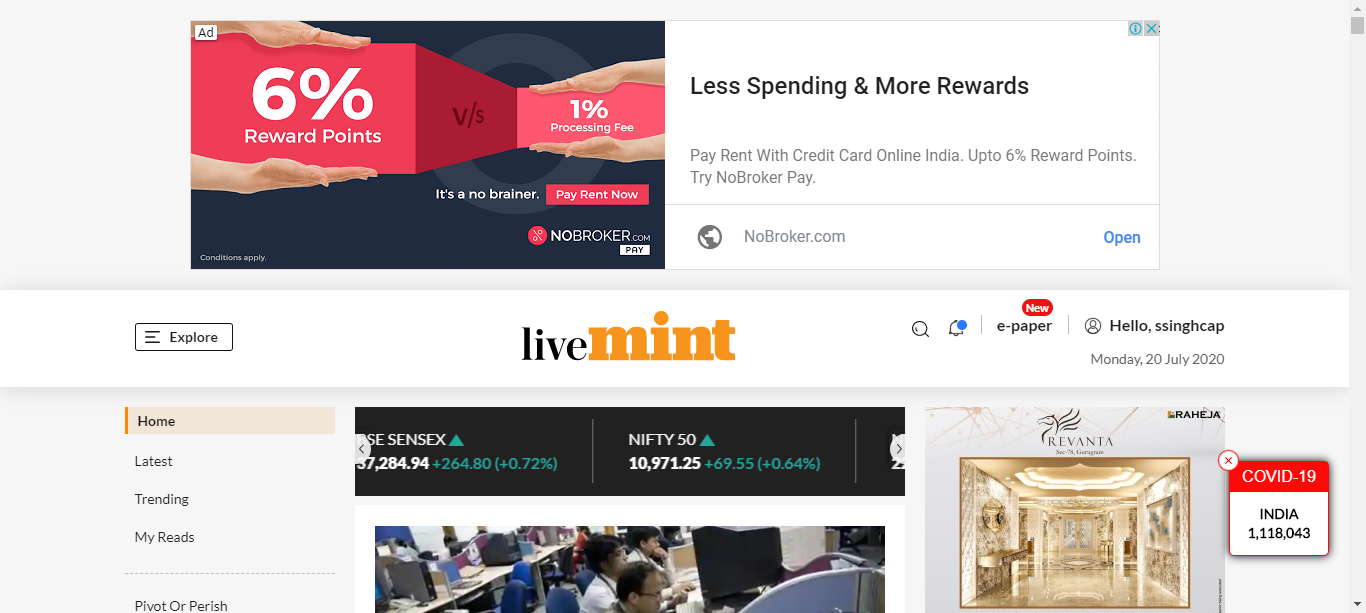 Ad
6%
Reward Points
V/s
1%
Processing Fee
It's a no brainer.
Pay Rent Now
NOBROKER.COM
PAY
Conditions apply.
Less Spending & More Rewards
Pay Rent With Credit Card Online India. Upto 6% Reward Points.
Try NoBroker Pay.
NoBroker.com
Open
Explore
livemint
New
e-paper
Hello, ssinghcap
Monday, 20 July 2020
Home
Latest
Trending
My Reads
Pivot Or Perish
BSE SENSEX
37,284.94 +264.80 (+0.72%)
NIFTY 50
10,971.25 +69.55 (+0.64%)
RAHEJA
REVANTA
Sec-78, Gurugram
COVID-19
INDIA
1,118,043